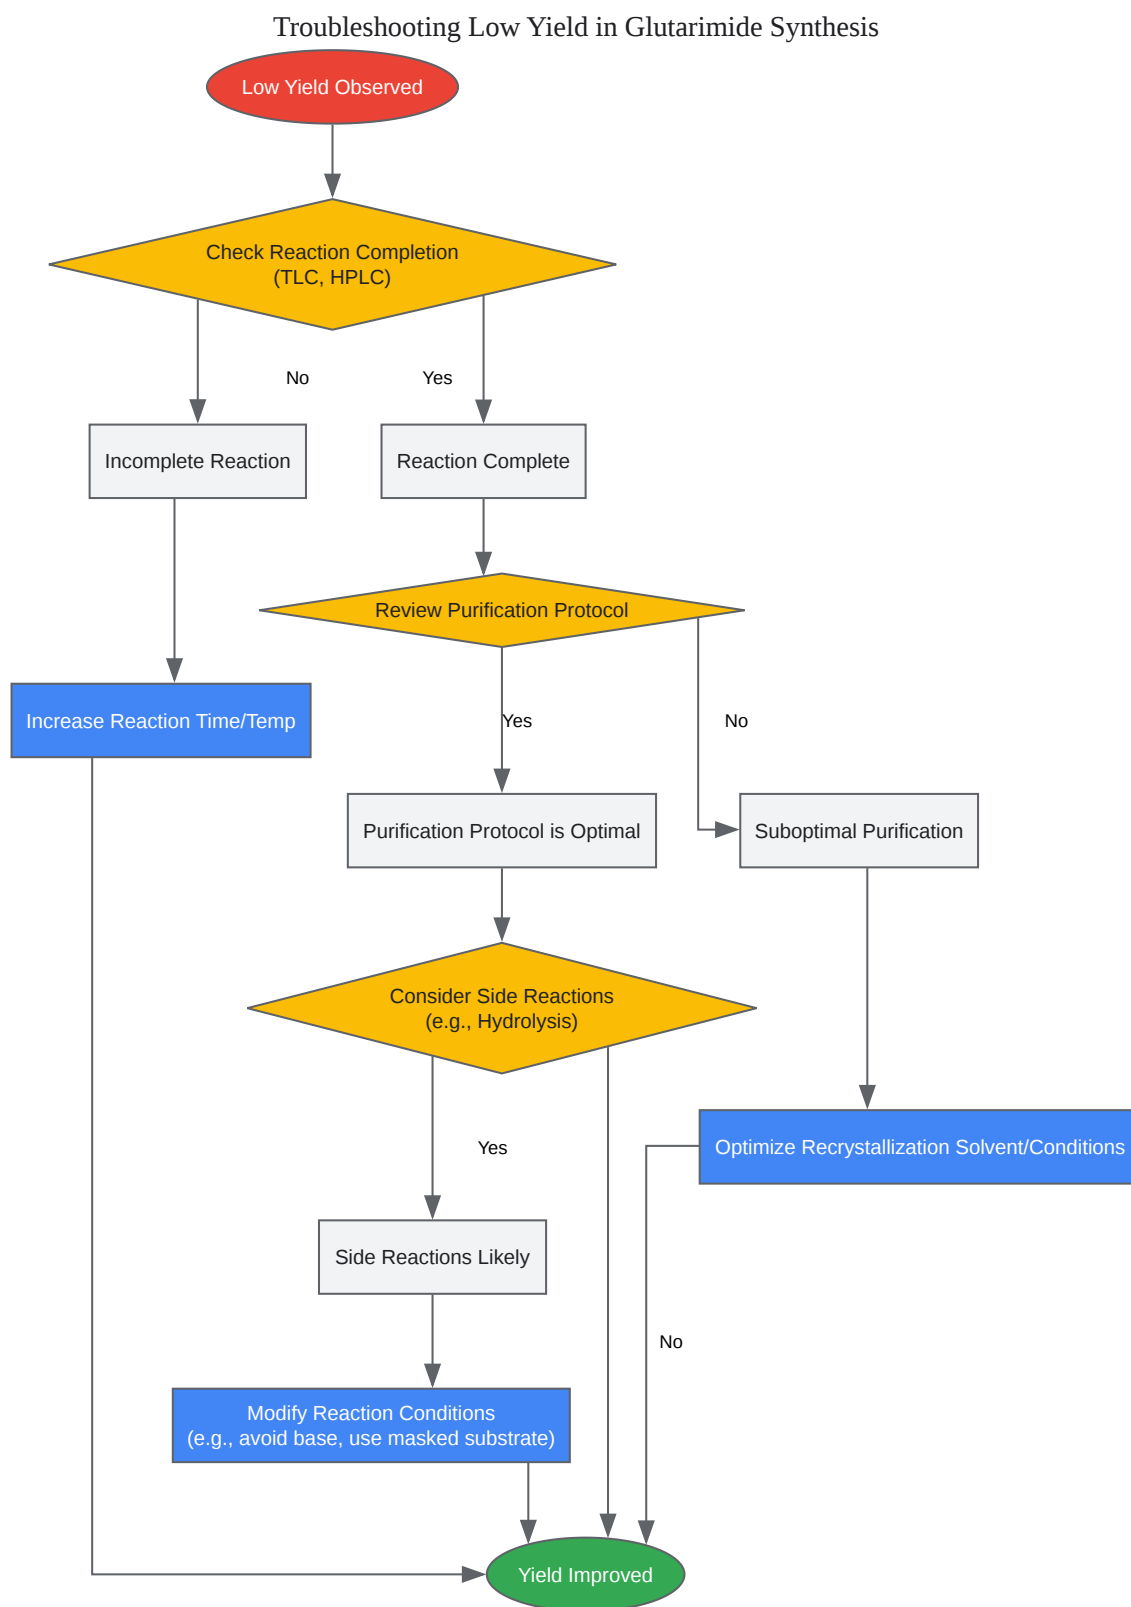 Troubleshooting Low Yield in Glutarimide Synthesis
Low Yield Observed
Check Reaction Completion
(TLC, HPLC)
No
Yes
Incomplete Reaction
Reaction Complete
Review Purification Protocol
Increase Reaction Time/Temp
Yes
No
Purification Protocol is Optimal
Suboptimal Purification
Consider Side Reactions
(e.g., Hydrolysis)
Yes
Optimize Recrystallization Solvent/Conditions
Side Reactions Likely
No
Modify Reaction Conditions
(e.g., avoid base, use masked substrate)
Yield Improved